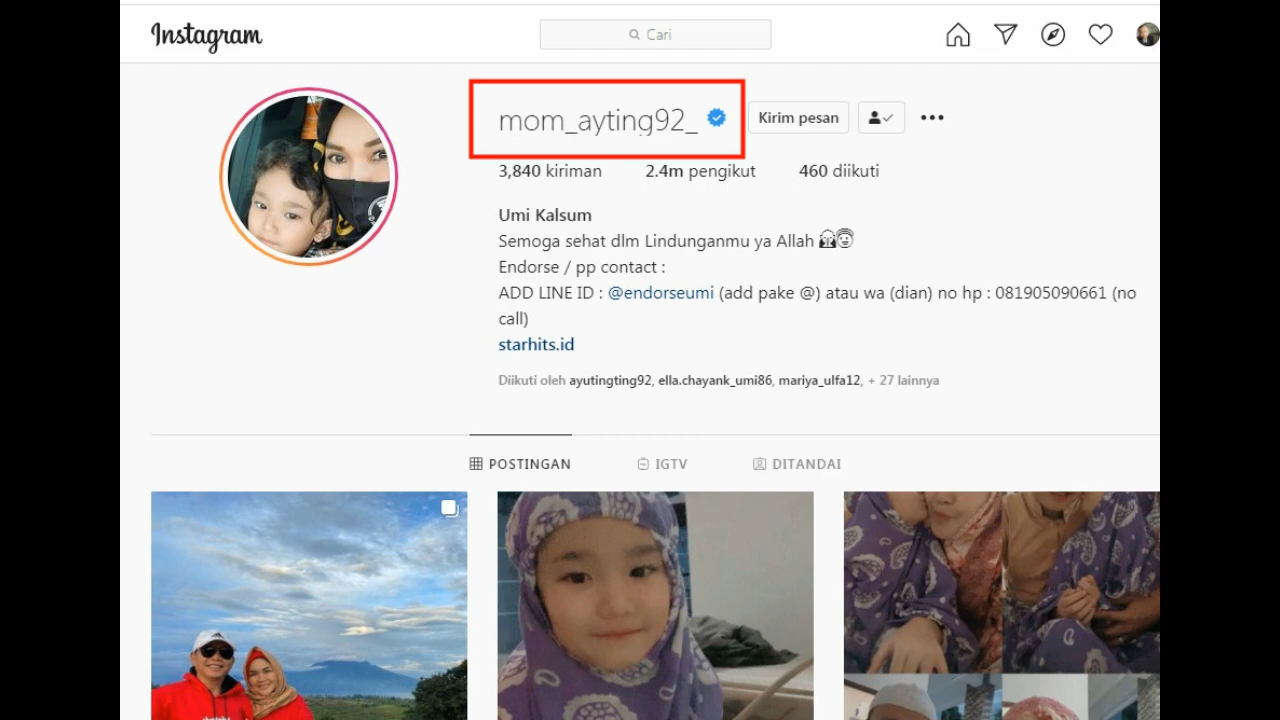 Instagram
Cari
mom_ayting92_
Kirim pesan
3,840 kiriman 2.4m pengikut 460 diikuti
Umi Kalsum
Semoga sehat dlm Lindunganmu ya Allah
Endorse / pp contact :
ADD LINE ID : @endorseumi (add pake @) atau wa (dian) no hp : 081905090661 (no
call)
starhits.id
Diikuti oleh ayutingting92, ella.chayank_umi86, mariya_ulfa12, + 27 lainnya
POSTINGAN IGTV DITANDAI